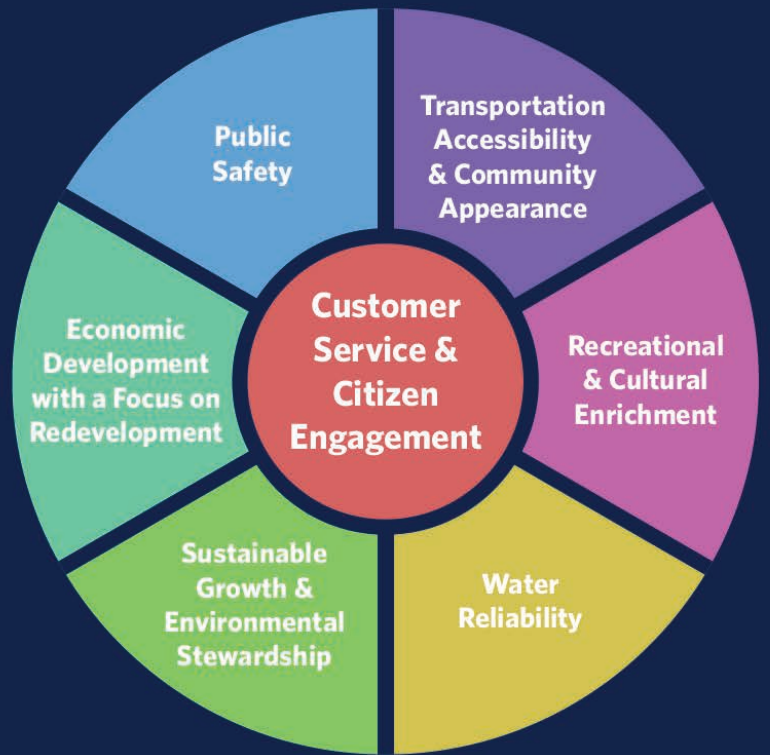 Public
Safety
Transportation
Accessibility
& Community
Appearance
Economic
Development
with a Focus on
Redevelopment
Customer
Service &
Citizen
Engagement
Recreational
& Cultural
Enrichment
Sustainable
Growth &
Environmental
Stewardship
Water
Reliability